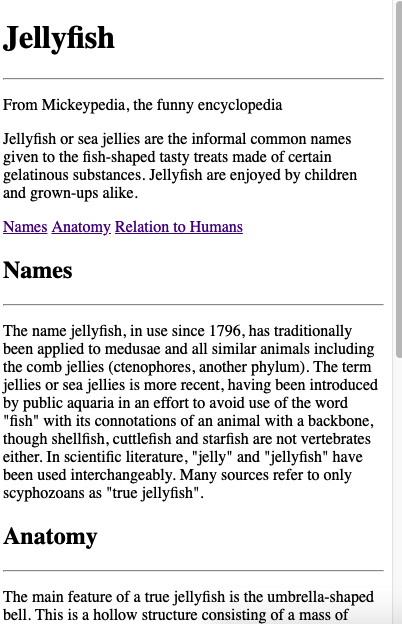 Jellyfish
From Mickeypedia, the funny encyclopedia
Jellyfish or sea jellies are the informal common names
given to the fish-shaped tasty treats made of certain
gelatinous substances. Jellyfish are enjoyed by children
and grown-ups alike.
Names Anatomy Relation to Humans
Names
The name jellyfish, in use since 1796, has traditionally
been applied to medusae and all similar animals including
the comb jellies (ctenophores, another phylum). The term
jellies or sea jellies is more recent, having been introduced
by public aquaria in an effort to avoid use of the word
"fish" with its connotations of an animal with a backbone,
though shellfish, cuttlefish and starfish are not vertebrates
either. In scientific literature, "jelly" and "jellyfish" have
been used interchangeably. Many sources refer to only
scyphozoans as "true jellyfish".
Anatomy
The main feature of a true jellyfish is the umbrella-shaped
bell. This is a hollow structure consisting of a mass of